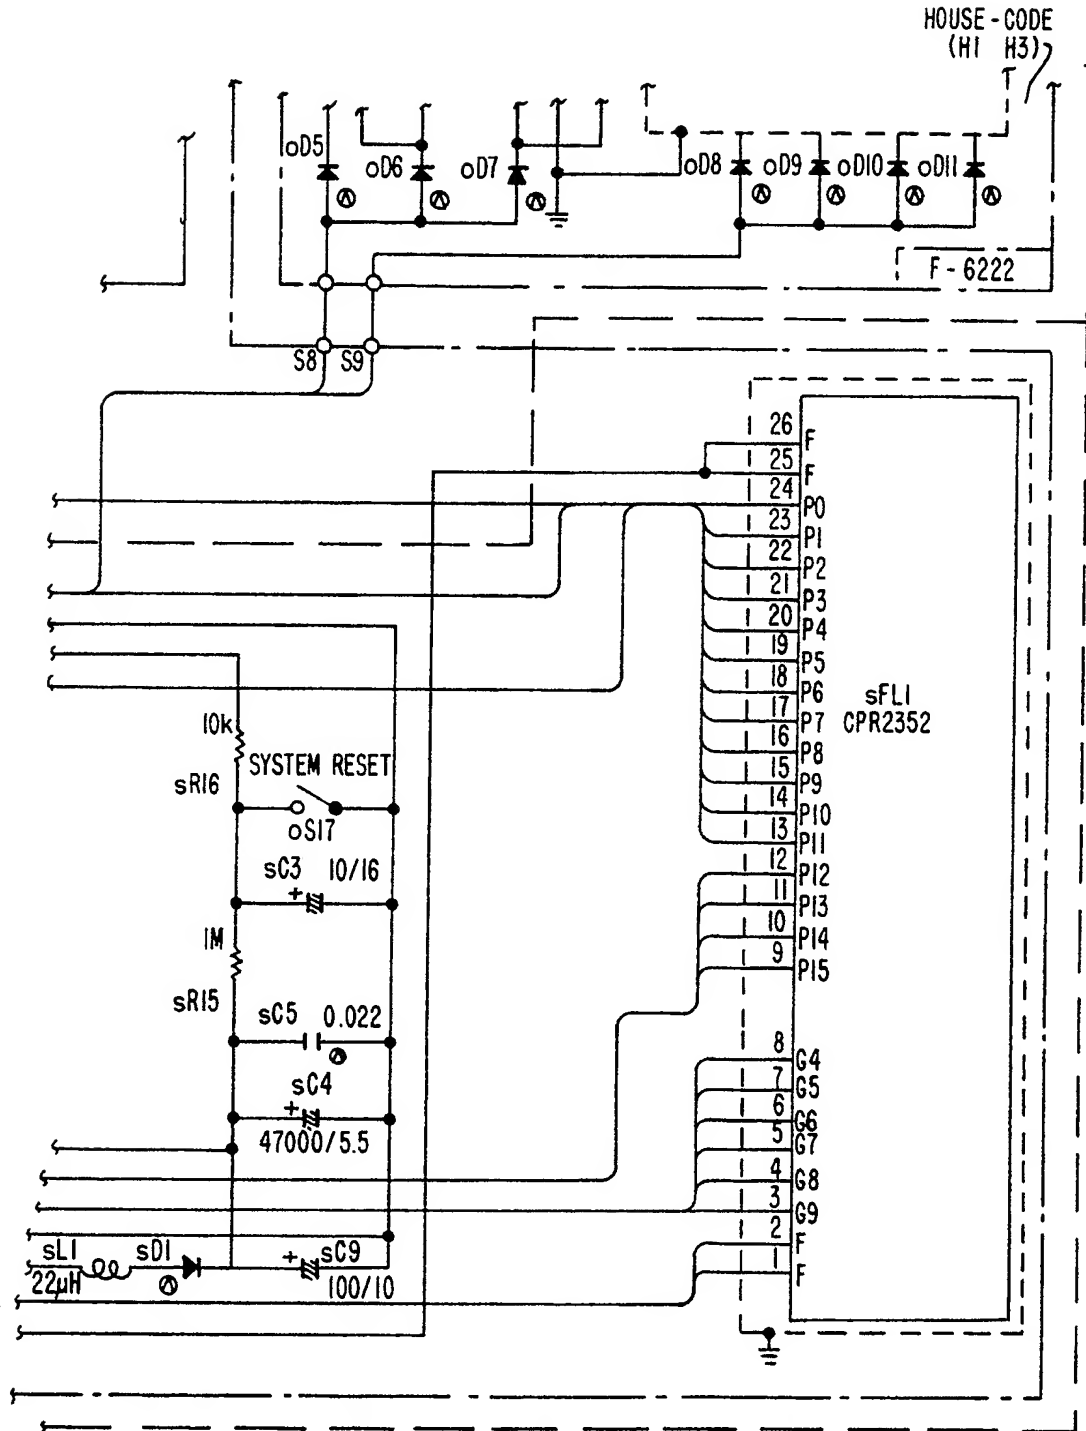 HOUSE-CODE
(H1 H3)
oD5
oD6
oD7
oD8
oD9
oD10
oD11
F-6222
S8
S9
26
F
25
F
24
P0
23
P1
22
P2
21
P3
20
P4
19
P5
18
P6
17
P7
16
P8
15
P9
14
P10
13
P11
12
P12
11
P13
10
P14
9
P15
sFL1
CPR2352
10k
sR16
SYSTEM RESET
oS17
sC3 10/16
+
1M
sR15
sC5 0.022
sC4
+
47000/5.5
8
G4
7
G5
6
G6
5
G7
4
G8
3
G9
2
F
1
F
sL1
22µH
sD1
+
sC9
100/10